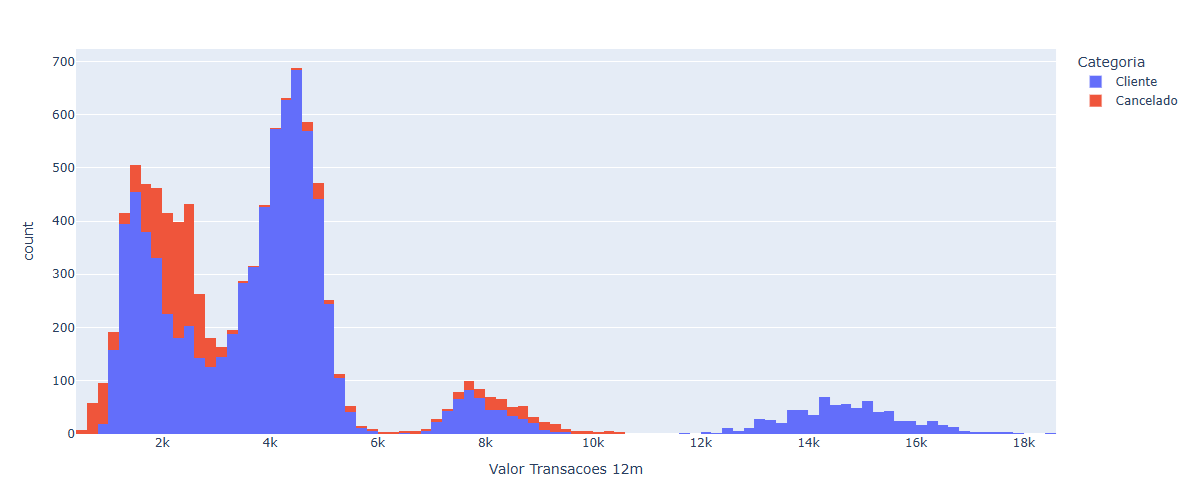 Categoria
Cliente
Cancelado
700
600
500
400
300
200
100
0
count
2k
4k
6k
8k
10k
12k
14k
16k
18k
Valor Transacoes 12m